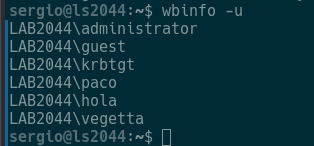 sergio@ls2044:~$ wbinfo -u
LAB2044\administrator
LAB2044\guest
LAB2044\krbtgt
LAB2044\paco
LAB2044\hola
LAB2044\vegetta
sergio@ls2044:~$